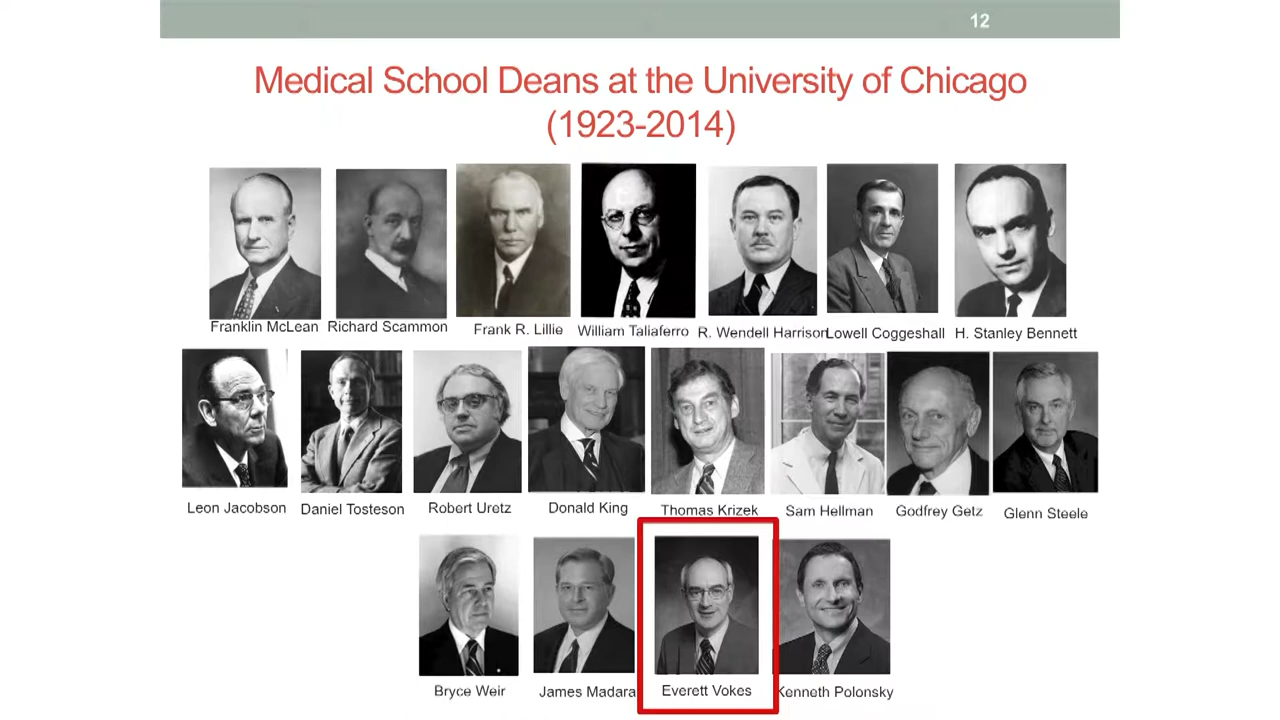 12
Medical School Deans at the University of Chicago
(1923-2014)
Franklin McLean Richard Scammon Frank R. Lillie William Taliaferro R. Wendell Harrison Lowell Coggeshall H. Stanley Bennett
Leon Jacobson Daniel Tosteson Robert Uretz Donald King Thomas Krizek Sam Hellman Godfrey Getz Glenn Steele
Bryce Weir James Madara Everett Vokes Kenneth Polonsky